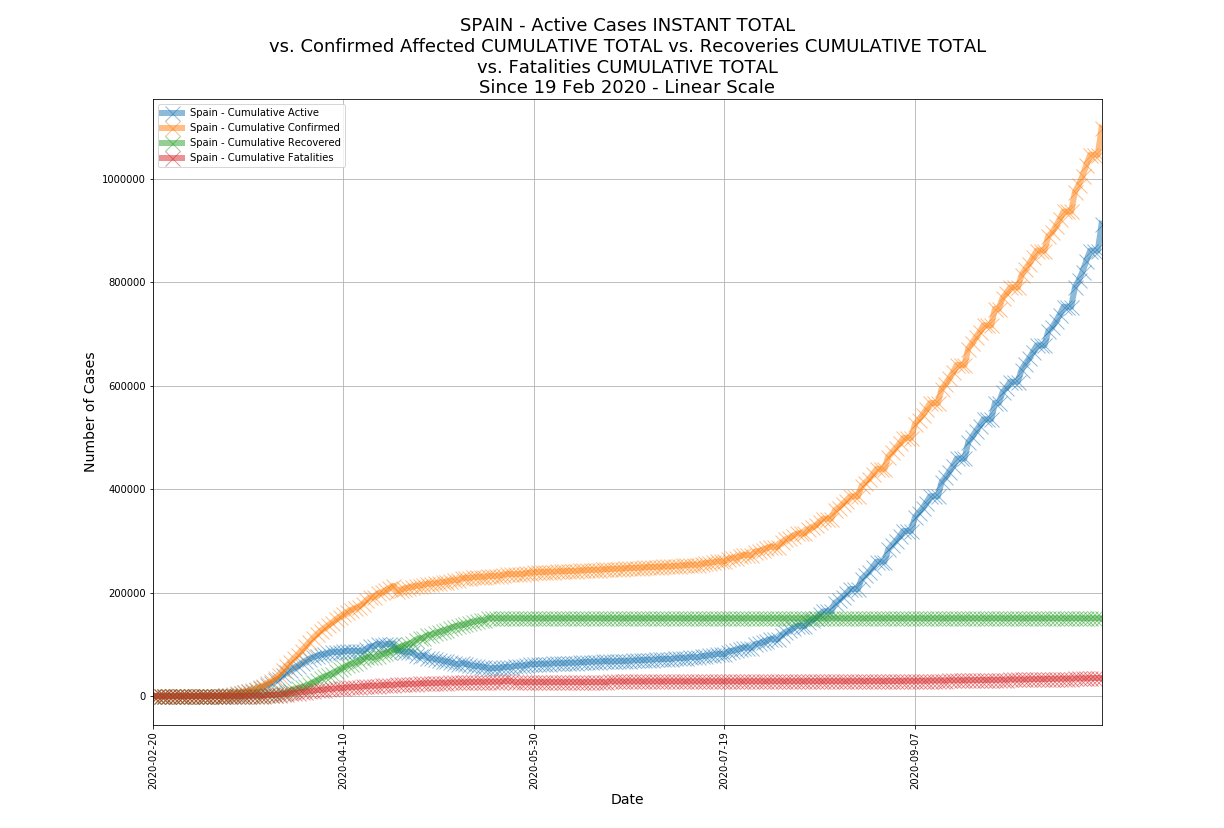 SPAIN - Active Cases INSTANT TOTAL
vs. Confirmed Affected CUMULATIVE TOTAL vs. Recoveries CUMULATIVE TOTAL
vs. Fatalities CUMULATIVE TOTAL
Since 19 Feb 2020 - Linear Scale
Spain - Cumulative Active
Spain - Cumulative Confirmed
Spain - Cumulative Recovered
Spain - Cumulative Fatalities
1000000
800000
600000
400000
200000
0
Number of Cases
2020-02-20
2020-04-10
2020-05-30
2020-07-19
2020-09-07
Date